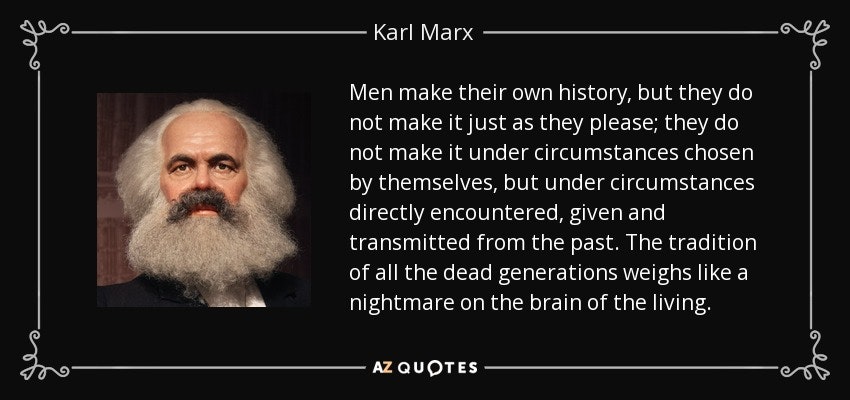 Karl Marx
Men make their own history, but they do
not make it just as they please; they do
not make it under circumstances chosen
by themselves, but under circumstances
directly encountered, given and
transmitted from the past. The tradition
of all the dead generations weighs like a
nightmare on the brain of the living.
AZ QUOTES